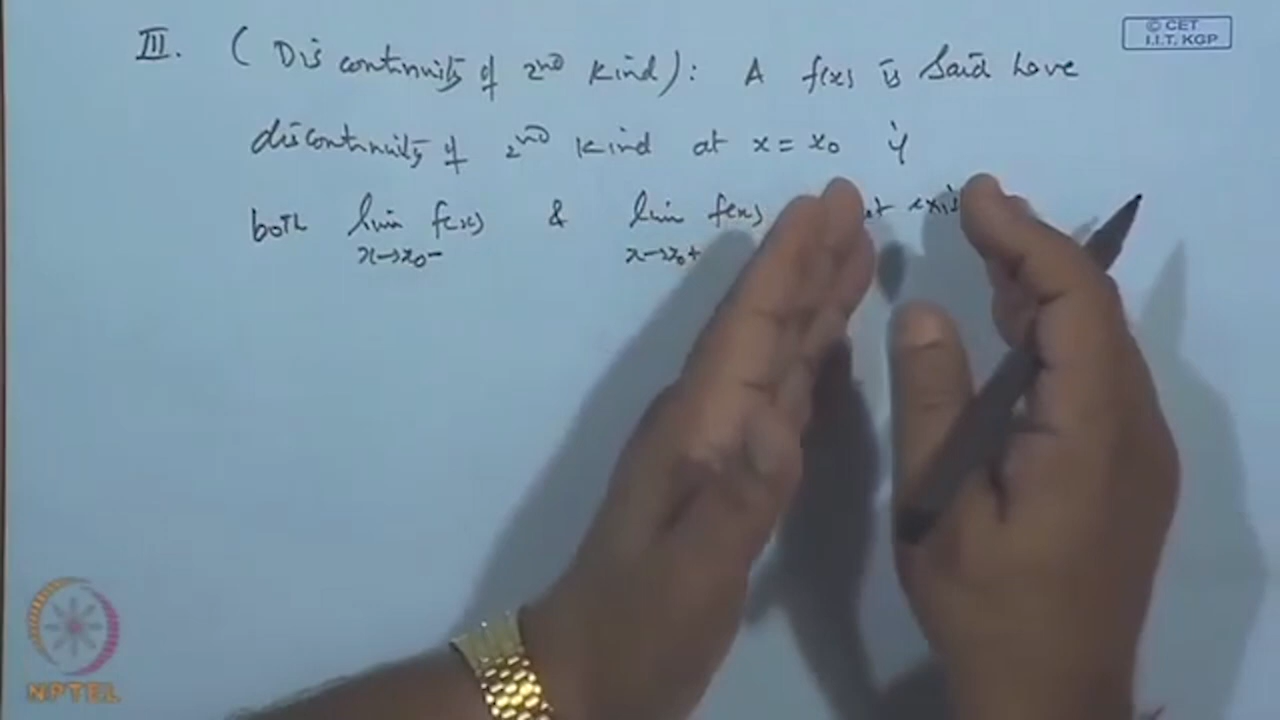 © CET
I.I.T. KGP
III. (Discontinuity of 2nd Kind): A f(x) is Said have
discontinuity of 2nd Kind at x = x0 if
both lim f(x) & lim f(x) exis
x→x0- x→x0+
NPTEL